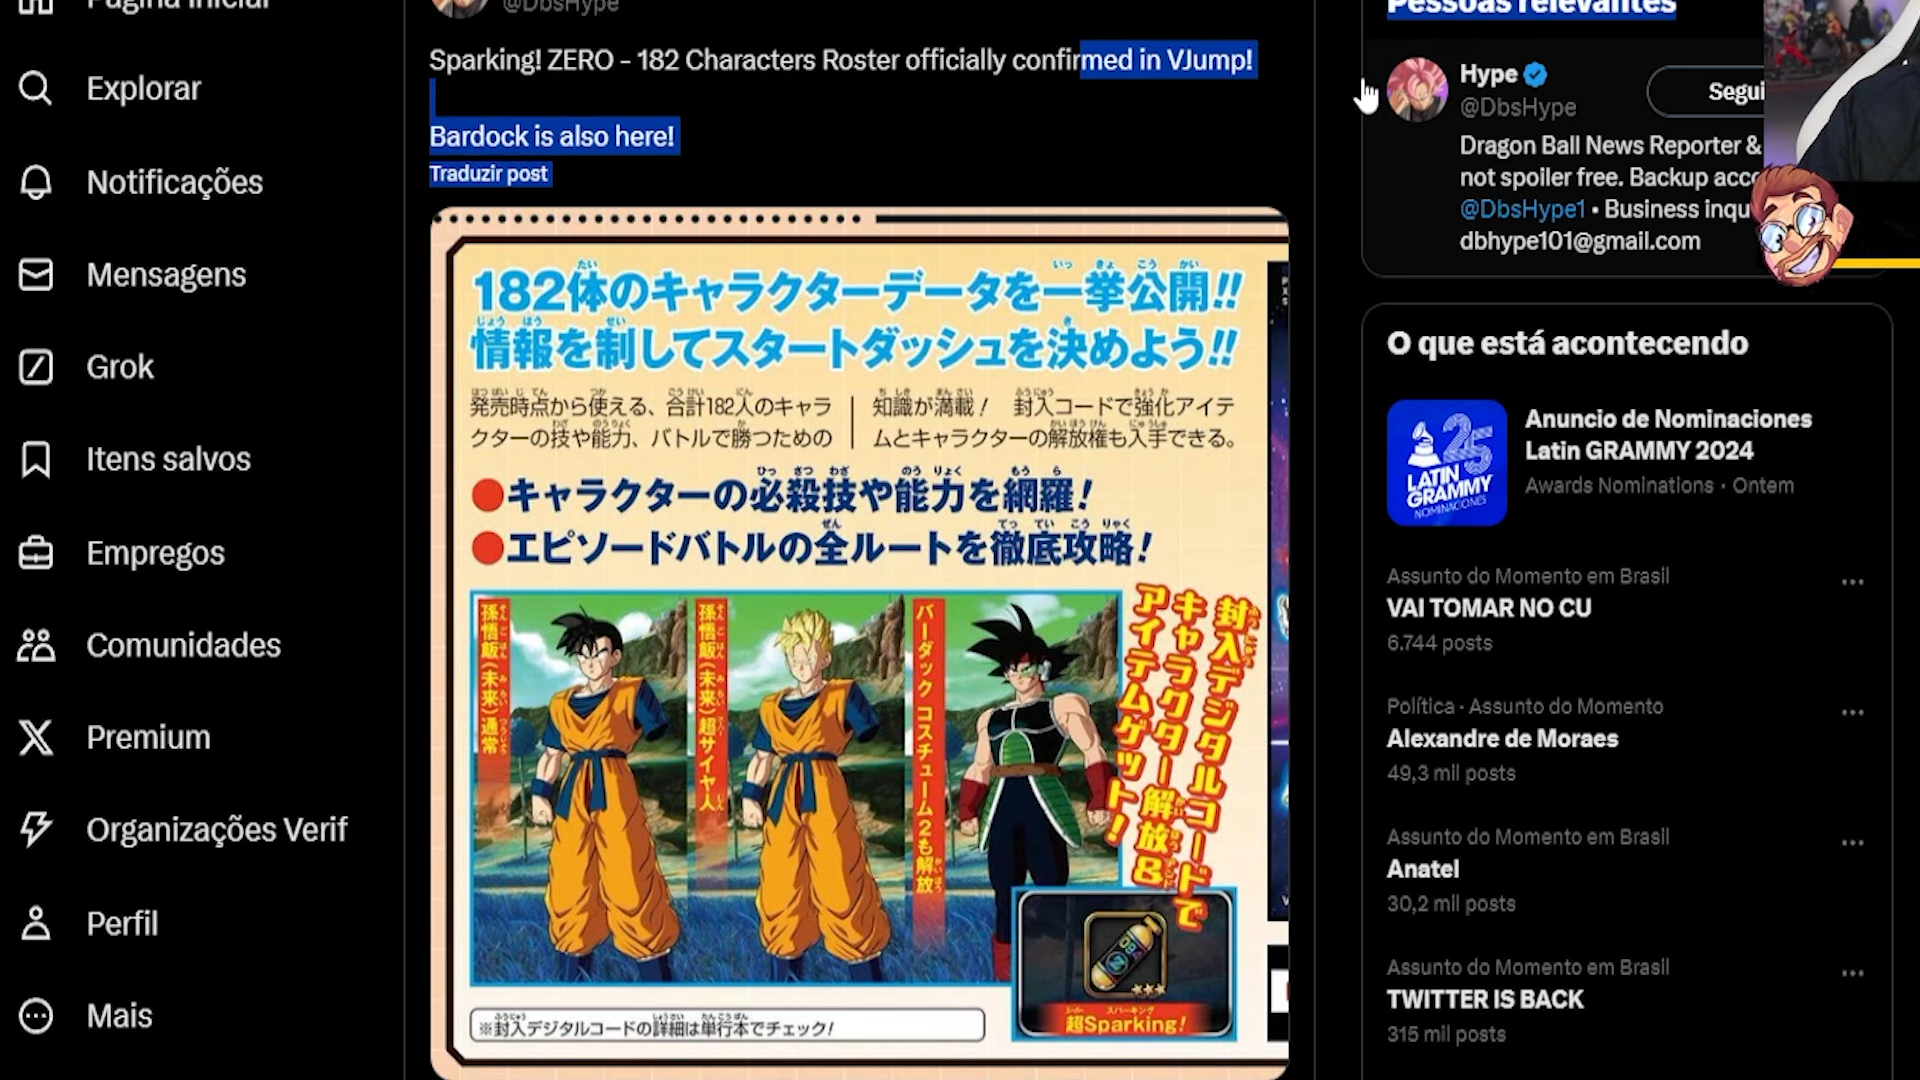 Página Inicial
Explorar
Notificações
Mensagens
Grok
Itens salvos
Empregos
Comunidades
Premium
Organizações Verif
Perfil
Mais
@DbsHype
Sparking! ZERO - 182 Characters Roster officially confirmed in VJump!
Bardock is also here!
Traduzir post
182体のキャラクターデータを一挙公開!!
情報を制してスタートダッシュを決めよう!!
発売時点から使える、合計182人のキャラ
クターの技や能力、バトルで勝つための
知識が満載! 封入コードで強化アイテ
ムとキャラクターの解放権も入手できる。
●キャラクターの必殺技や能力を網羅!
●エピソードバトルの全ルートを徹底攻略!
孫悟飯(未来)通常
孫悟飯(未来)超サイヤ人
バーダック コスチューム2も解放
封入デジタルコードで
キャラクター解放&
アイテムゲット!
超Sparking!
※封入デジタルコードの詳細は単行本でチェック!
Pessoas relevantes
Hype
@DbsHype
Segui
Dragon Ball News Reporter &
not spoiler free. Backup acco
@DbsHype1 • Business inqu
dbhype101@gmail.com
O que está acontecendo
25
LATIN
GRAMMY
NOMINACIONES
Anuncio de Nominaciones
Latin GRAMMY 2024
Awards Nominations · Ontem
Assunto do Momento em Brasil
VAI TOMAR NO CU
6.744 posts
Política · Assunto do Momento
Alexandre de Moraes
49,3 mil posts
Assunto do Momento em Brasil
Anatel
30,2 mil posts
Assunto do Momento em Brasil
TWITTER IS BACK
315 mil posts